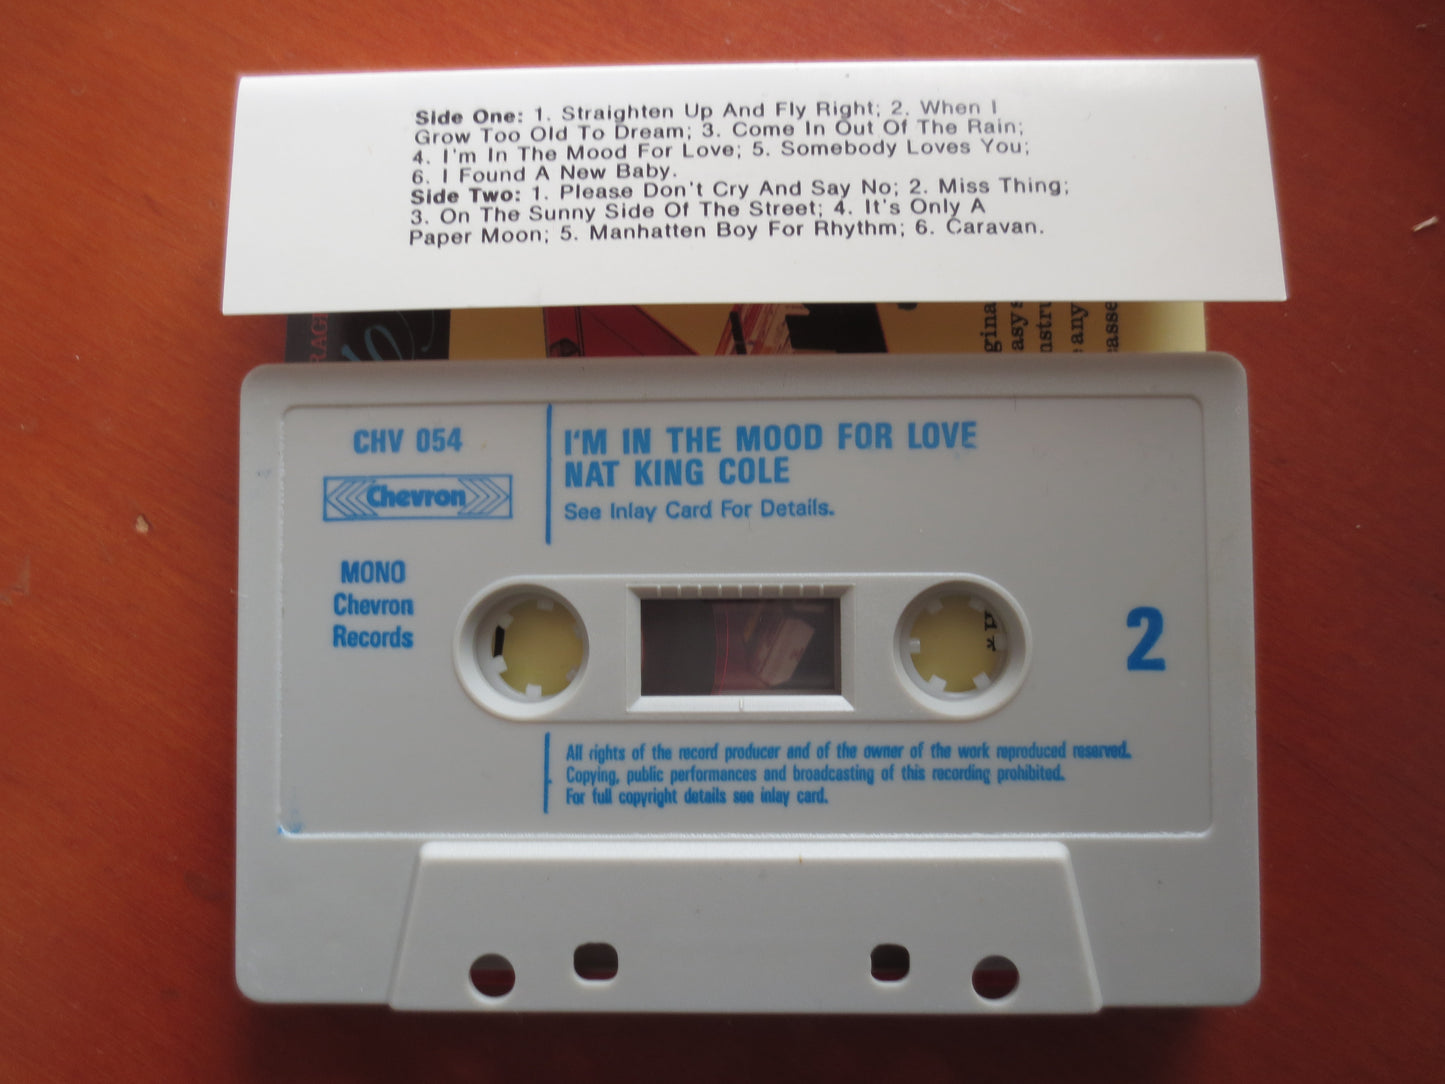 Side One: 1. Straighten Up And Fly Right; 2. When I
Grow Too Old To Dream; 3. Come In Out Of The Rain;
4. I'm In The Mood For Love; 5. Somebody Loves You;
6. I Found A New Baby.
Side Two: 1. Please Don't Cry And Say No; 2. Miss Thing;
3. On The Sunny Side Of The Street; 4. It's Only A
Paper Moon; 5. Manhatten Boy For Rhythm; 6. Caravan.
CHV 054
Chevron
MONO
Chevron
Records
I'M IN THE MOOD FOR LOVE
NAT KING COLE
See Inlay Card For Details.
2
All rights of the record producer and of the owner of the work reproduced reserved.
Copying, public performances and broadcasting of this recording prohibited.
For full copyright details see inlay card.